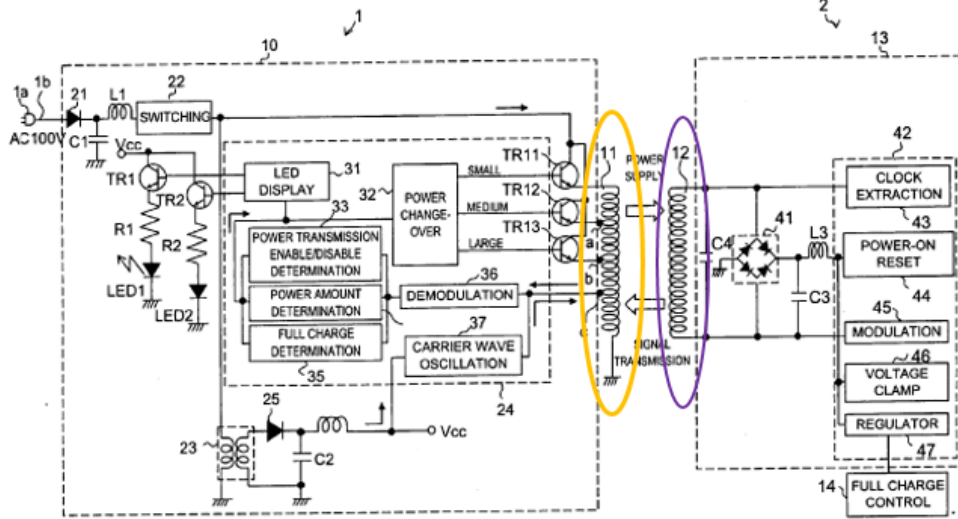 1
2
10
13
1a
1b
21
L1
22
SWITCHING
AC100V
C1
Vcc
TR1
TR2
R1
R2
LED1
LED2
31
LED
DISPLAY
32
POWER
CHANGE-
OVER
SMALL
MEDIUM
LARGE
TR11
TR12
TR13
33
POWER TRANSMISSION
ENABLE/DISABLE
DETERMINATION
POWER AMOUNT
DETERMINATION
FULL CHARGE
DETERMINATION
35
36
DEMODULATION
37
CARRIER WAVE
OSCILLATION
24
23
25
C2
Vcc
11
a
b
c
POWER
SUPPLY
12
SIGNAL
TRANSMISSION
C4
41
L3
C3
42
CLOCK
EXTRACTION
43
POWER-ON
RESET
44
45
MODULATION
46
VOLTAGE
CLAMP
REGULATOR
47
14
FULL CHARGE
CONTROL